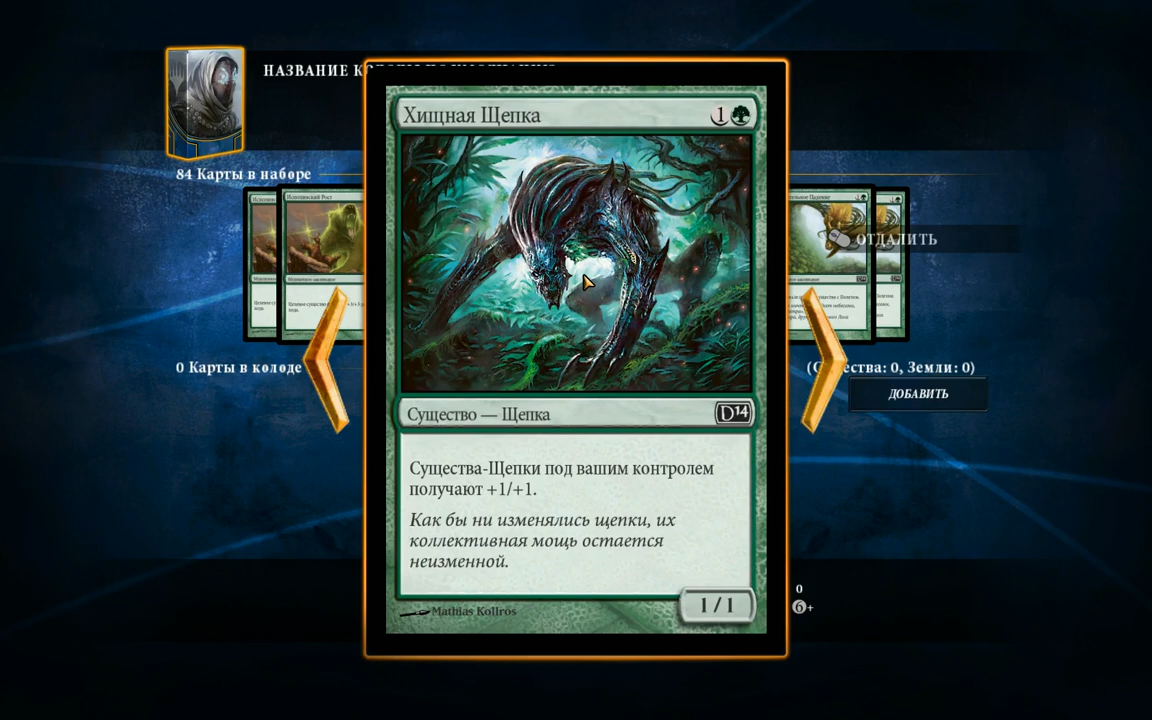 НАЗВАНИЕ
Хищная Щепка
1
84 Карты в наборе
Исполинский Рост
ОТДАЛИТЬ
Существо — Щепка
D14
0 Карты в колоде
Земли: 0)
ДОБАВИТЬ
Существа-Щепки под вашим контролем
получают +1/+1.
Как бы ни изменялись щепки, их
коллективная мощь остается
неизменной.
Mathias Kollros
1 / 1
0
6+